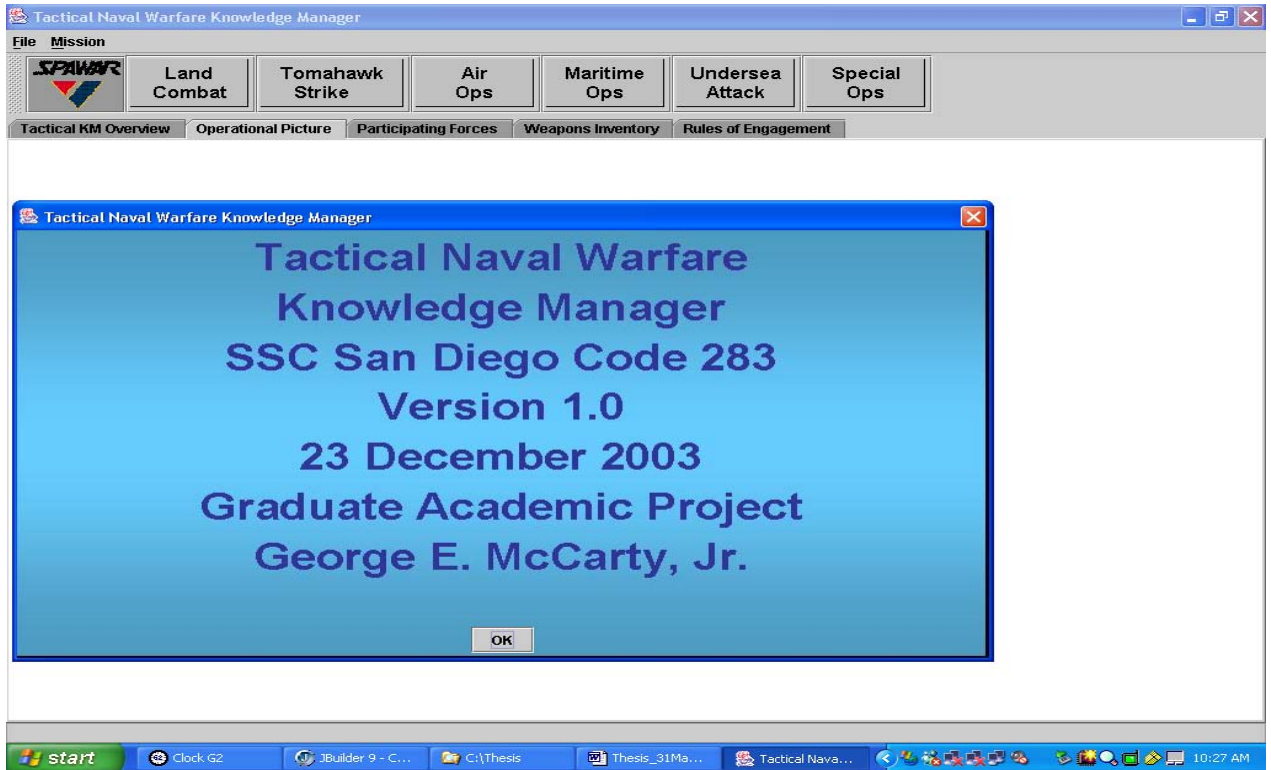 Tactical Naval Warfare Knowledge Manager
File Mission
SPAWAR
Land Combat
Tomahawk Strike
Air Ops
Maritime Ops
Undersea Attack
Special Ops
Tactical KM Overview Operational Picture Participating Forces Weapons Inventory Rules of Engagement
Tactical Naval Warfare Knowledge Manager
Tactical Naval Warfare
Knowledge Manager
SSC San Diego Code 283
Version 1.0
23 December 2003
Graduate Academic Project
George E. McCarty, Jr.
OK
start Clock G2 JBuilder 9 - C... C:\Thesis Thesis_31Ma... Tactical Nava... 10:27 AM